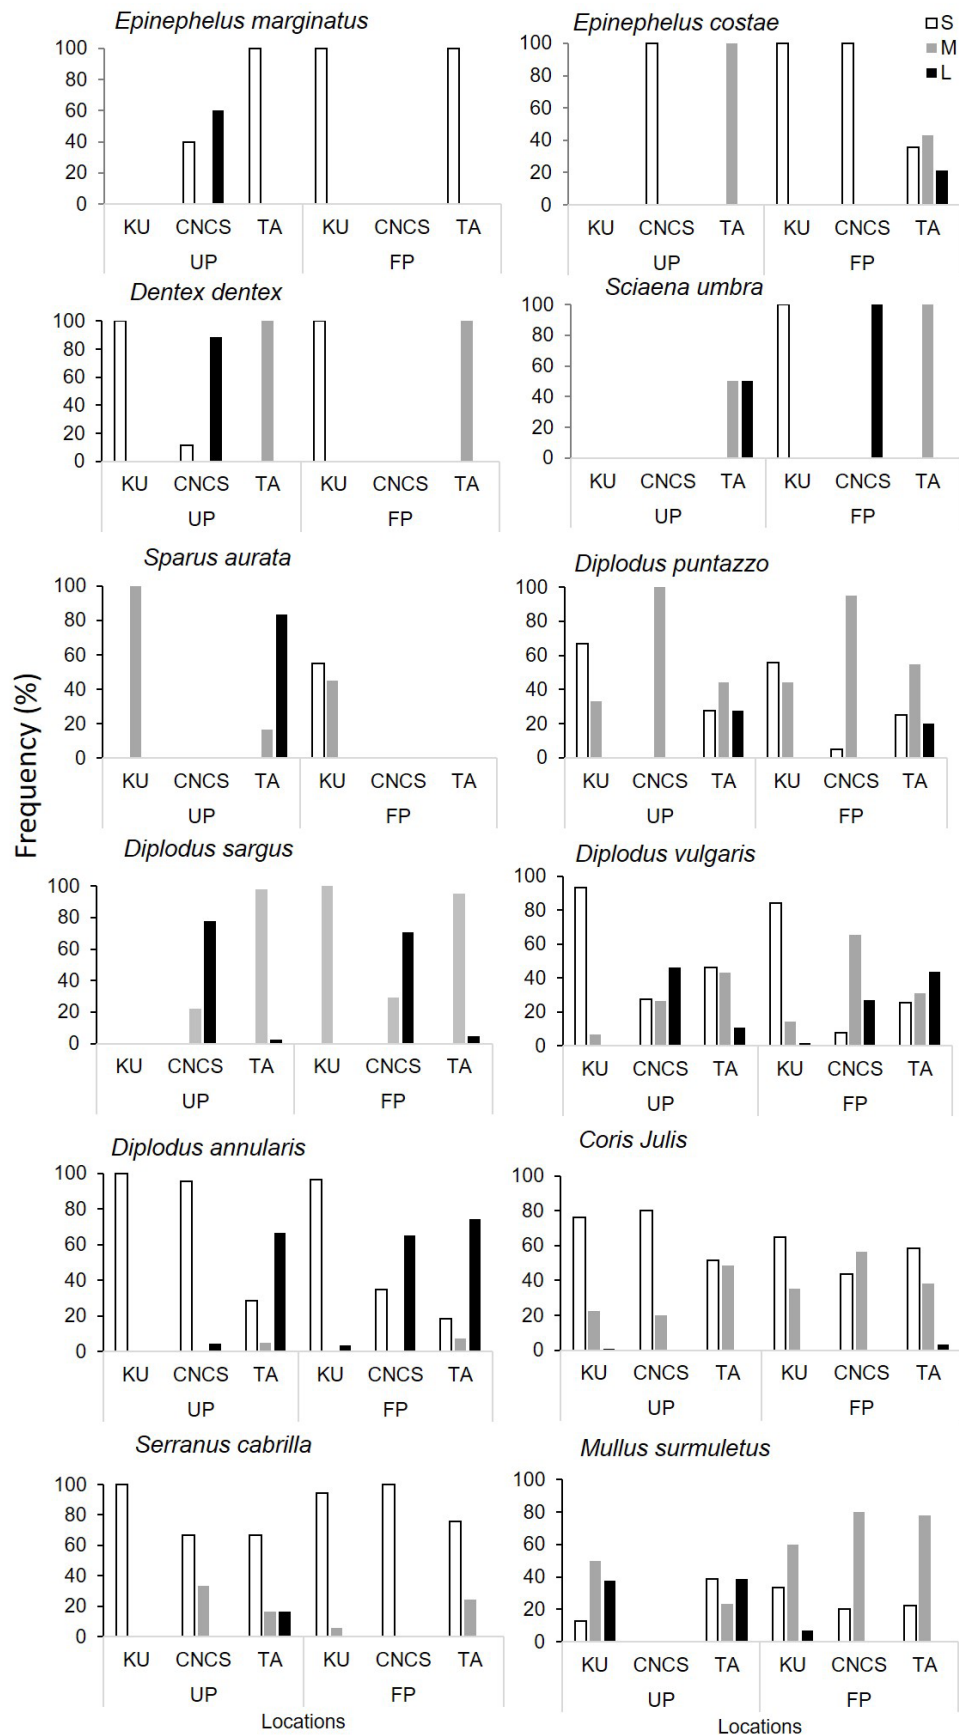 Epinephelus marginatus
100
80
60
40
20
0
KU CNCS TA KU TA
UP FP
Epinephelus costae
S
M
L
100
80
60
40
20
0
KU CNCS TA KU CNCS TA
UP FP
Dentex dentex
100
80
60
40
20
0
KU CNCS TA KU CNCS TA
UP FP
Sciaena umbra
100
80
60
40
20
0
KU CNCS TA KU CNCS TA
UP FP
Frequency (%)
Sparus aurata
100
80
60
40
20
0
KU CNCS TA KU CNCS TA
UP FP
Diplodus puntazzo
100
80
60
40
20
0
KU CNCS TA KU CNCS TA
UP FP
Diplodus sargus
100
80
60
40
20
0
KU CNCS TA KU CNCS TA
UP FP
Diplodus vulgaris
100
80
60
40
20
0
KU CNCS TA KU CNCS TA
UP FP
Diplodus annularis
100
80
60
40
20
0
KU CNCS TA KU CNCS TA
UP FP
Coris Julis
100
80
60
40
20
0
KU CNCS TA KU CNCS TA
UP FP
Serranus cabrilla
100
80
60
40
20
0
KU CNCS TA KU CNCS TA
UP FP
Locations
Mullus surmuletus
100
80
60
40
20
0
KU CNCS TA KU CNCS TA
UP FP
Locations